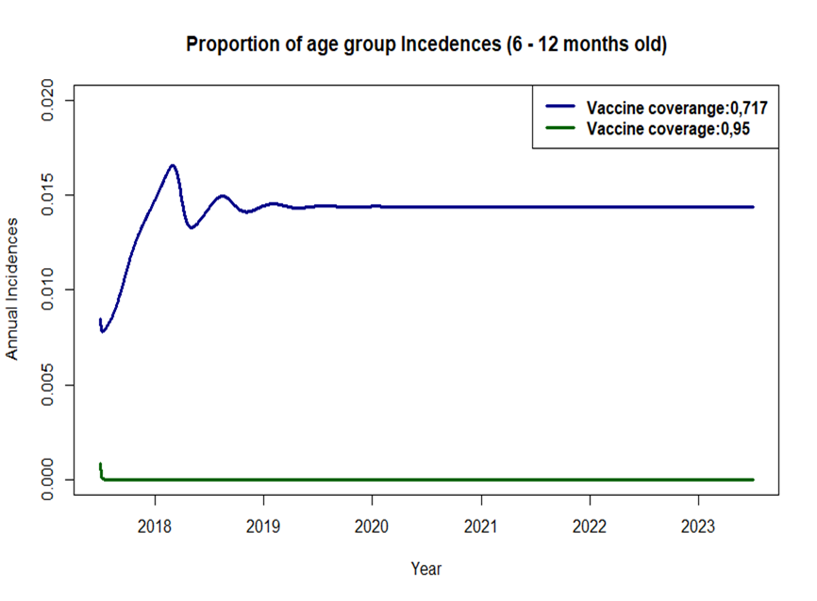 Proportion of age group Incedences (6 - 12 months old)
Vaccine coverange:0,717
Vaccine coverage:0,95
0.020
0.015
0.010
0.005
0.000
Annual Incidences
2018 2019 2020 2021 2022 2023
Year